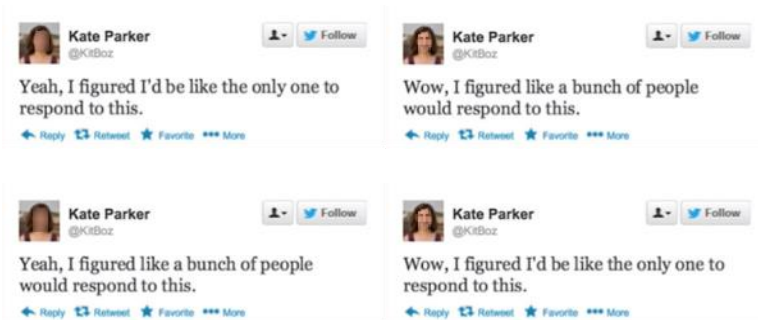 Kate Parker
@KitBoz
Follow
Yeah, I figured I'd be like the only one to
respond to this.
Reply Retweet Favorite More
Kate Parker
@KitBoz
Follow
Wow, I figured like a bunch of people
would respond to this.
Reply Retweet Favorite More
Kate Parker
@KitBoz
Follow
Yeah, I figured like a bunch of people
would respond to this.
Reply Retweet Favorite More
Kate Parker
@KitBoz
Follow
Wow, I figured I'd be like the only one to
respond to this.
Reply Retweet Favorite More